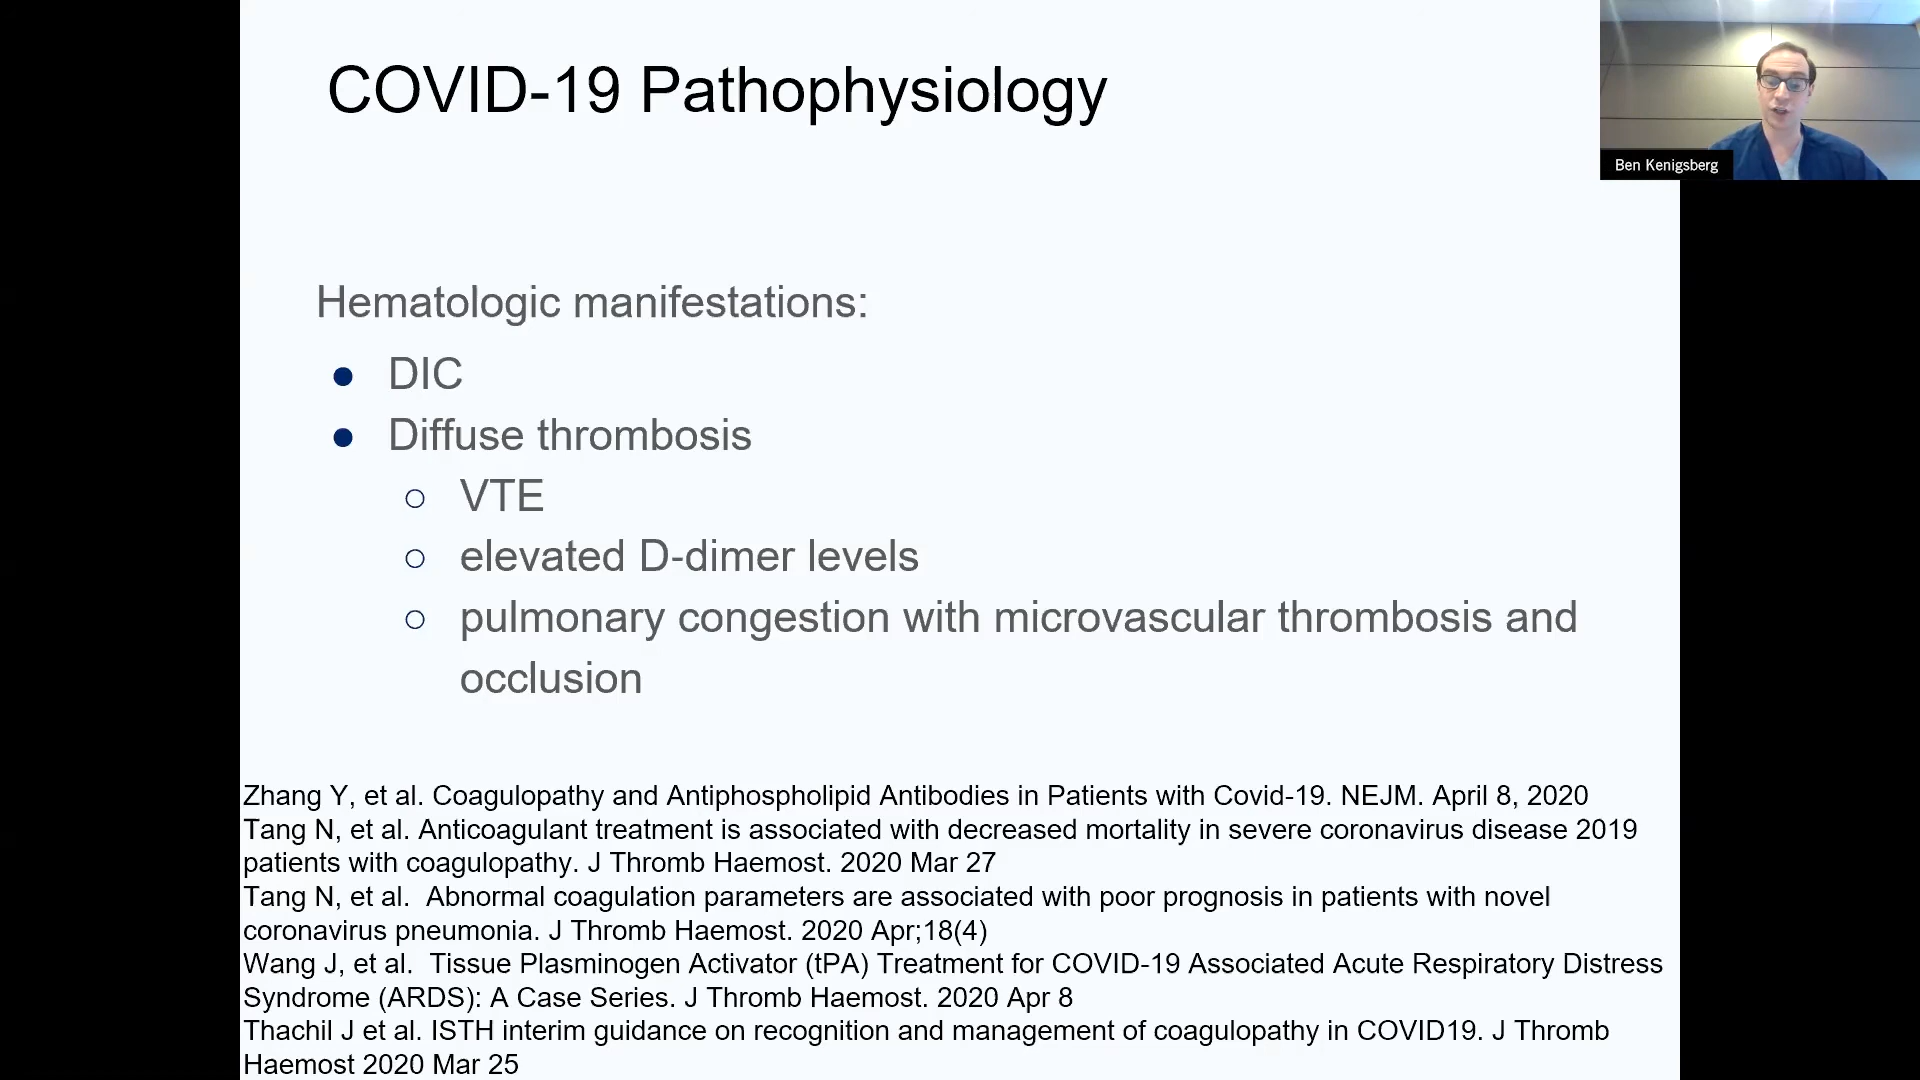 COVID-19 Pathophysiology
Ben Kenigsberg
Hematologic manifestations:
● DIC
● Diffuse thrombosis
○ VTE
○ elevated D-dimer levels
○ pulmonary congestion with microvascular thrombosis and
occlusion
Zhang Y, et al. Coagulopathy and Antiphospholipid Antibodies in Patients with Covid-19. NEJM. April 8, 2020
Tang N, et al. Anticoagulant treatment is associated with decreased mortality in severe coronavirus disease 2019
patients with coagulopathy. J Thromb Haemost. 2020 Mar 27
Tang N, et al.  Abnormal coagulation parameters are associated with poor prognosis in patients with novel
coronavirus pneumonia. J Thromb Haemost. 2020 Apr;18(4)
Wang J, et al.  Tissue Plasminogen Activator (tPA) Treatment for COVID-19 Associated Acute Respiratory Distress
Syndrome (ARDS): A Case Series. J Thromb Haemost. 2020 Apr 8
Thachil J et al. ISTH interim guidance on recognition and management of coagulopathy in COVID19. J Thromb
Haemost 2020 Mar 25